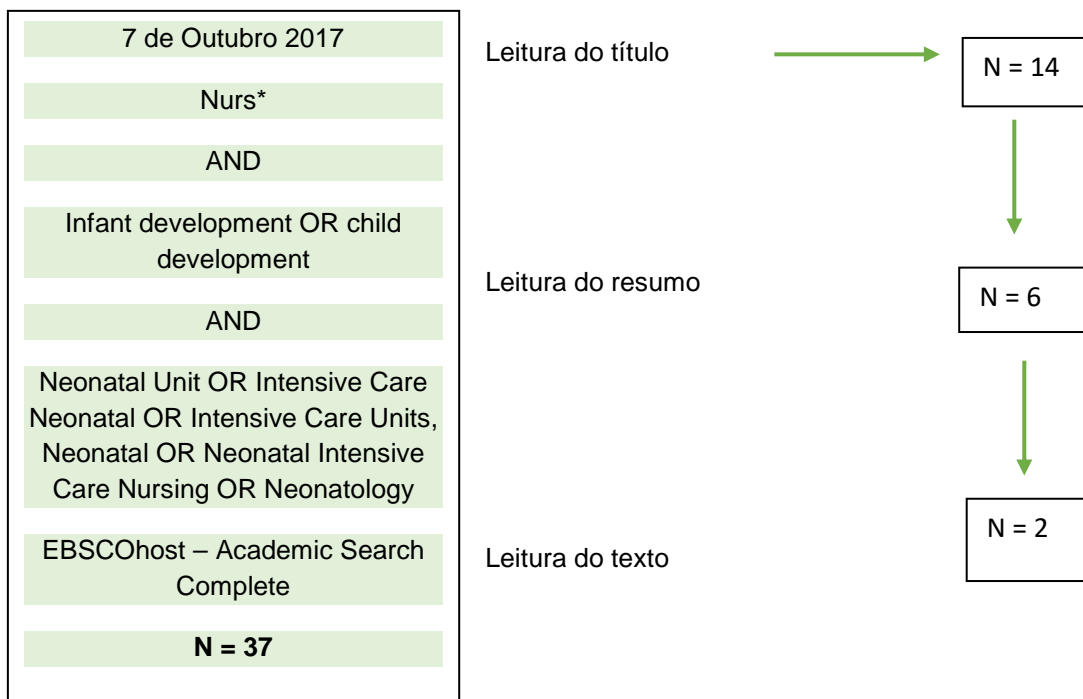 7 de Outubro 2017
Nurs*
AND
Infant development OR child
development
AND
Neonatal Unit OR Intensive Care
Neonatal OR Intensive Care Units,
Neonatal OR Neonatal Intensive
Care Nursing OR Neonatology
EBSCOhost – Academic Search
Complete
N = 37
Leitura do título
N = 14
Leitura do resumo
N = 6
Leitura do texto
N = 2